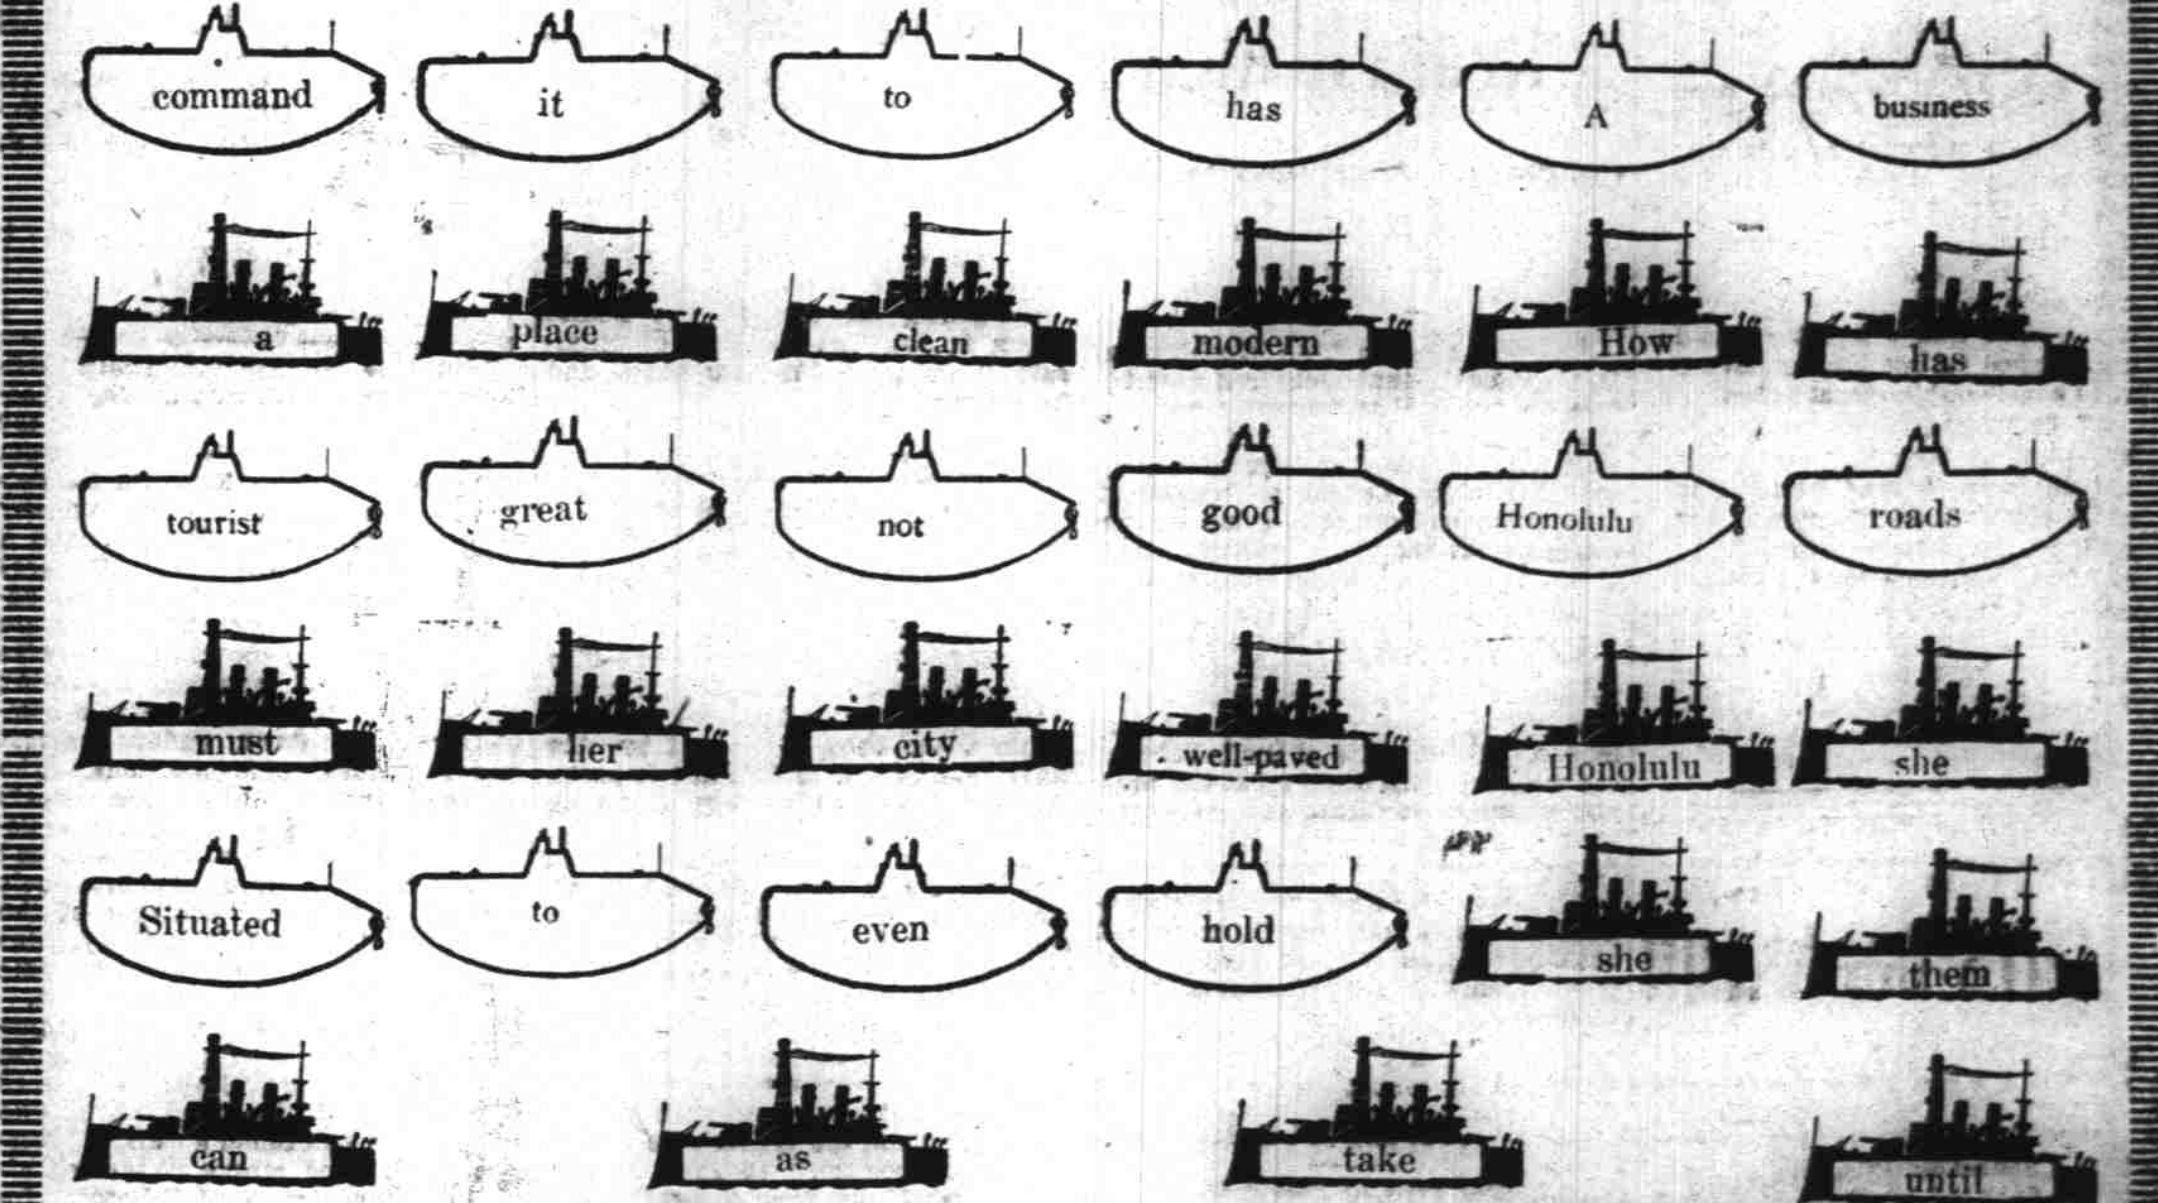 command it to has A business
a place clean modern How has
tourist great not good Honolulu roads
must her city well-paved Honolulu she
Situated to even hold she them
can as take until